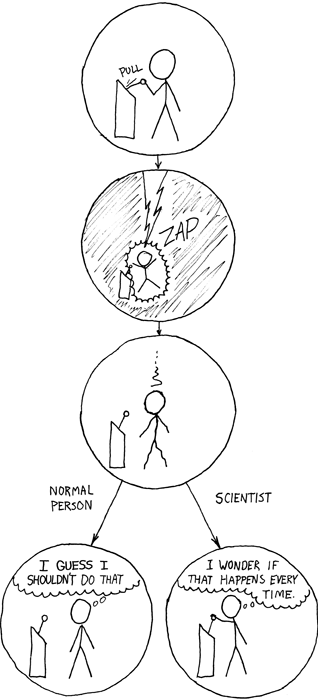 PULL
ZAP
NORMAL
PERSON
SCIENTIST
I GUESS I
SHOULDN'T DO THAT
I WONDER IF
THAT HAPPENS EVERY
TIME.